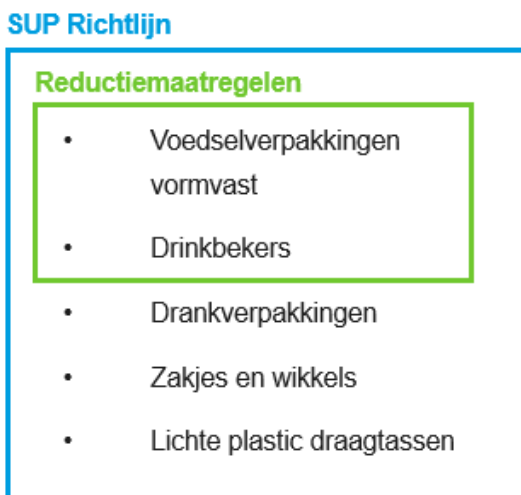 SUP Richtlijn
Reductiemaatregelen
• Voedselverpakkingen
vormvast
• Drinkbekers
• Drankverpakkingen
• Zakjes en wikkels
• Lichte plastic draagtassen